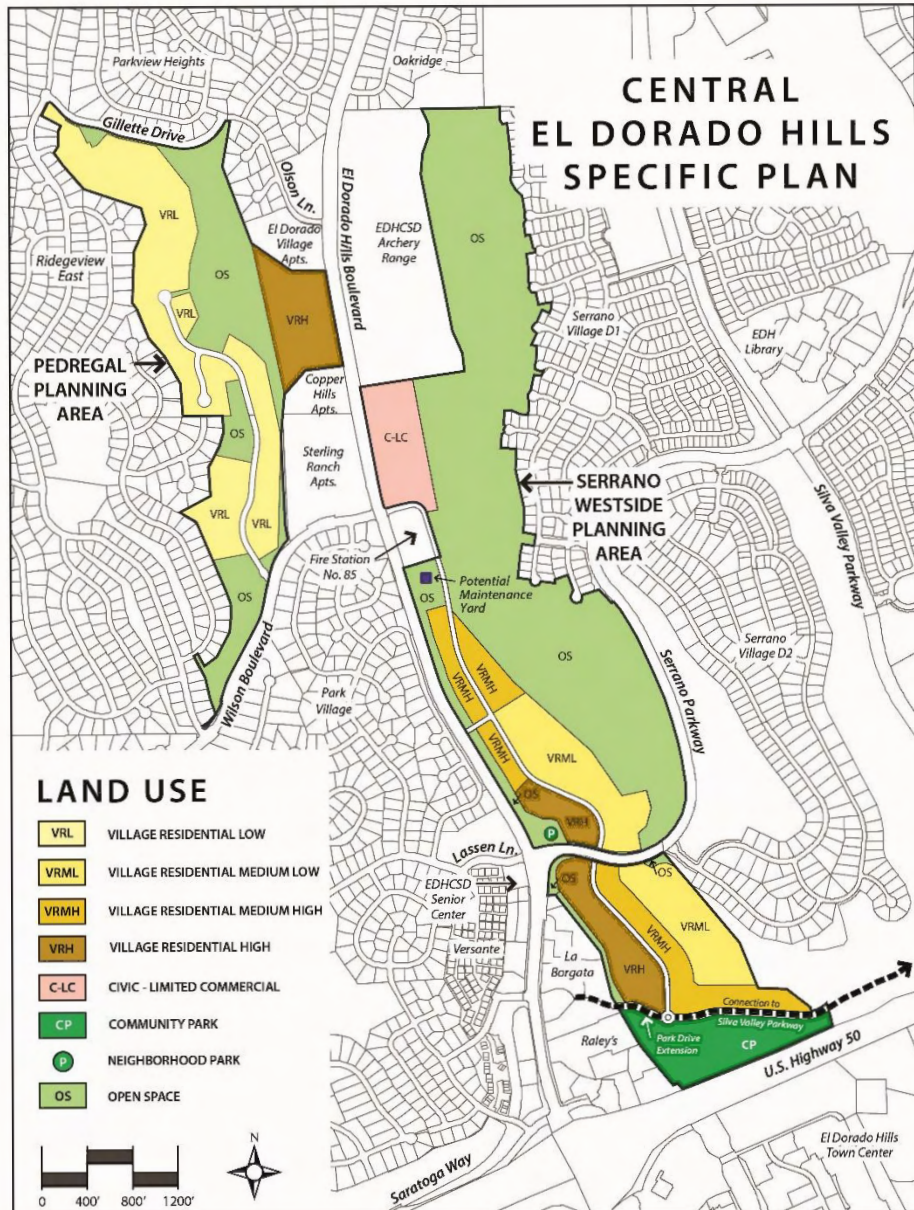 CENTRAL
EL DORADO HILLS
SPECIFIC PLAN
Parkview Heights
Oakridge
Gillette Drive
Olson Ln.
El Dorado Hills Boulevard
VRL
El Dorado
Village
Apts.
EDHCSD
Archery
Range
OS
Ridgeview
East
OS
VRL
VRH
Serrano
Village D1
EDH
Library
PEDREGAL
PLANNING
AREA
Copper
Hills
Apts.
C-LC
OS
Sterling
Ranch
Apts.
VRL
VRL
SERRANO
WESTSIDE
PLANNING
AREA
Silva Valley Parkway
Fire Station
No. 85
Potential
Maintenance
Yard
OS
OS
OS
Wilson Boulevard
Park
Village
VRMH
VRMH
Serrano Parkway
Serrano
Village D2
VRMH
VRML
OS
VRH
P
Lassen Ln.
OS
OS
EDHCSD
Senior
Center
Versante
VRML
VRMH
La
Borgata
VRH
Connection to
Silva Valley Parkway
Park Drive
Extension
Raley's
CP
U.S. Highway 50
El Dorado Hills
Town Center
Saratoga Way
LAND USE
VRL VILLAGE RESIDENTIAL LOW
VRML VILLAGE RESIDENTIAL MEDIUM LOW
VRMH VILLAGE RESIDENTIAL MEDIUM HIGH
VRH VILLAGE RESIDENTIAL HIGH
C-LC CIVIC - LIMITED COMMERCIAL
CP COMMUNITY PARK
P NEIGHBORHOOD PARK
OS OPEN SPACE
N
0 400' 800' 1200'